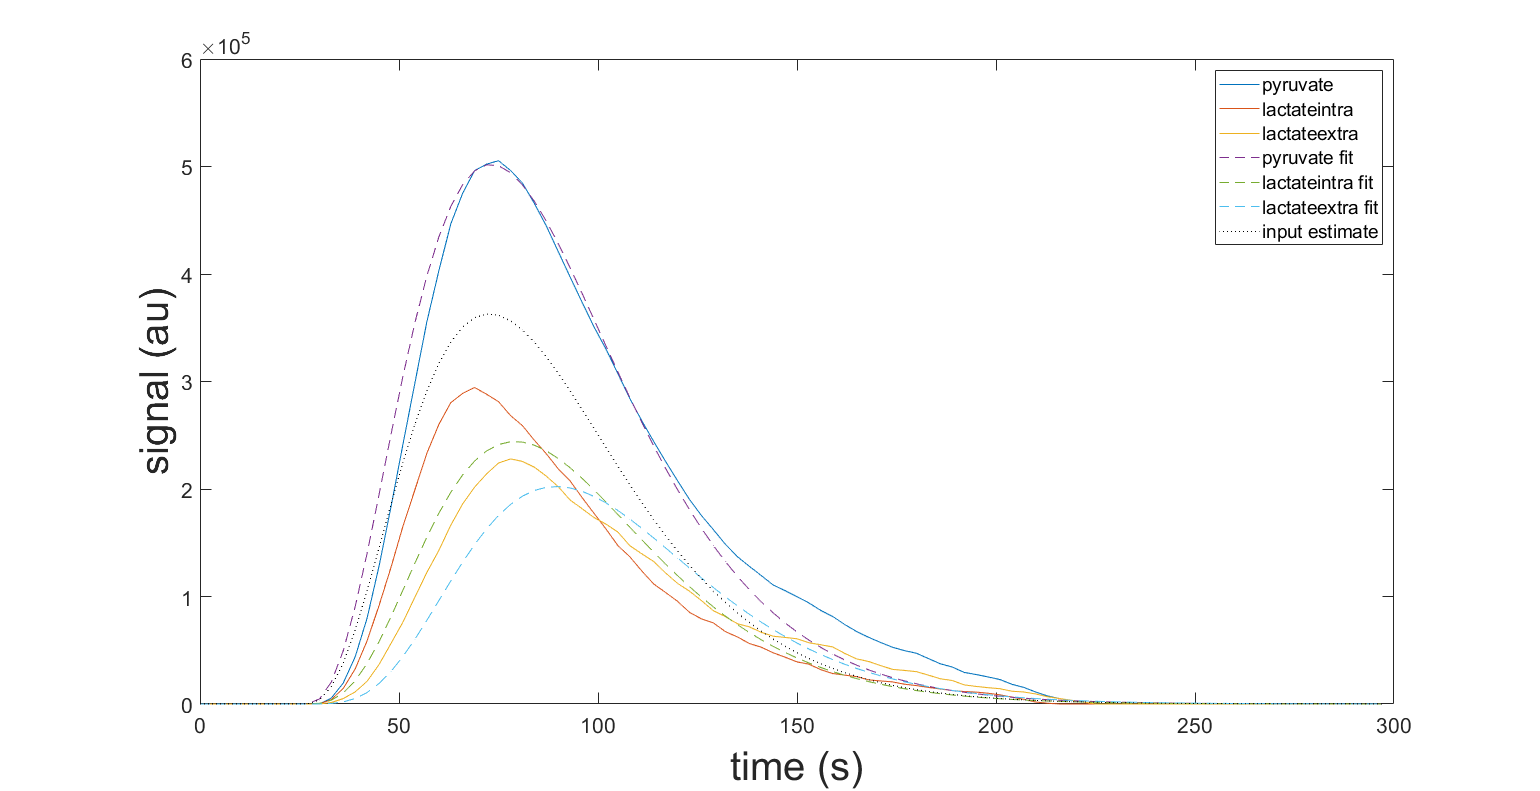 ×10^5
6
5
4
3
2
1
0
signal (au)
0 50 100 150 200 250 300
time (s)
pyruvate
lactateintra
lactateextra
pyruvate fit
lactateintra fit
lactateextra fit
input estimate